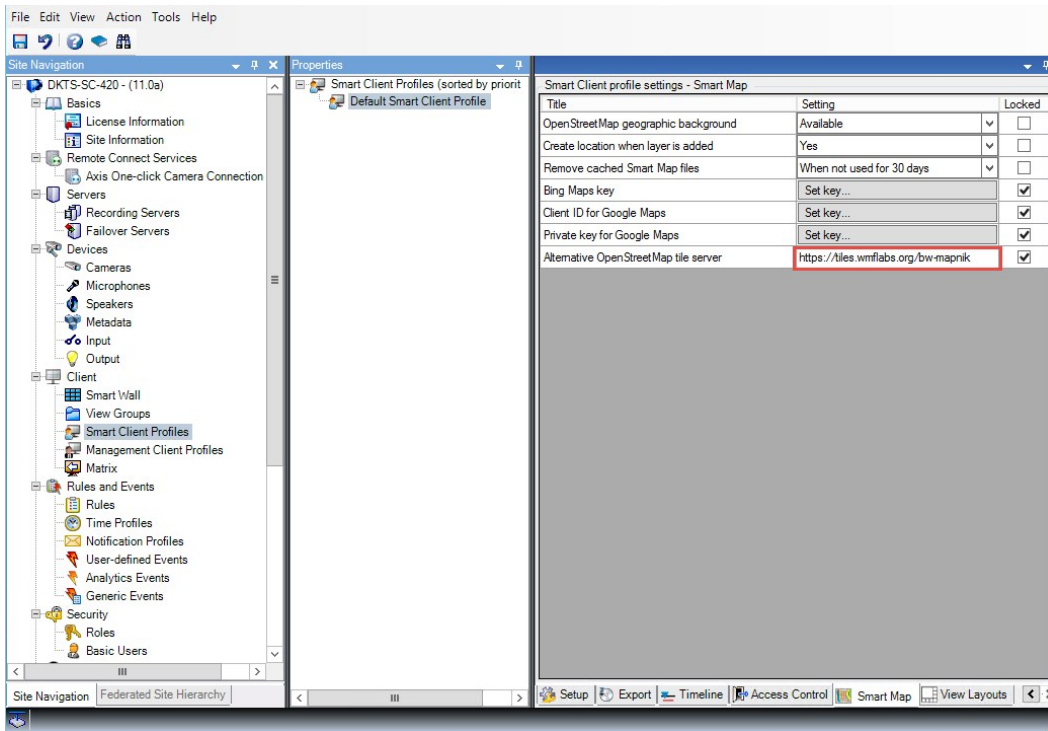 File Edit View Action Tools Help
Site Navigation
DKTS-SC-420 - (11.0a)
Basics
License Information
Site Information
Remote Connect Services
Axis One-click Camera Connection
Servers
Recording Servers
Failover Servers
Devices
Cameras
Microphones
Speakers
Metadata
Input
Output
Client
Smart Wall
View Groups
Smart Client Profiles
Management Client Profiles
Matrix
Rules and Events
Rules
Time Profiles
Notification Profiles
User-defined Events
Analytics Events
Generic Events
Security
Roles
Basic Users
Site Navigation Federated Site Hierarchy
Properties
Smart Client Profiles (sorted by priorit
Default Smart Client Profile
Smart Client profile settings - Smart Map
Title Setting Locked
OpenStreetMap geographic background Available
Create location when layer is added Yes
Remove cached Smart Map files When not used for 30 days
Bing Maps key Set key...
Client ID for Google Maps Set key...
Private key for Google Maps Set key...
Alternative OpenStreetMap tile server https://tiles.wmflabs.org/bw-mapnik
Setup Export Timeline Access Control Smart Map View Layouts